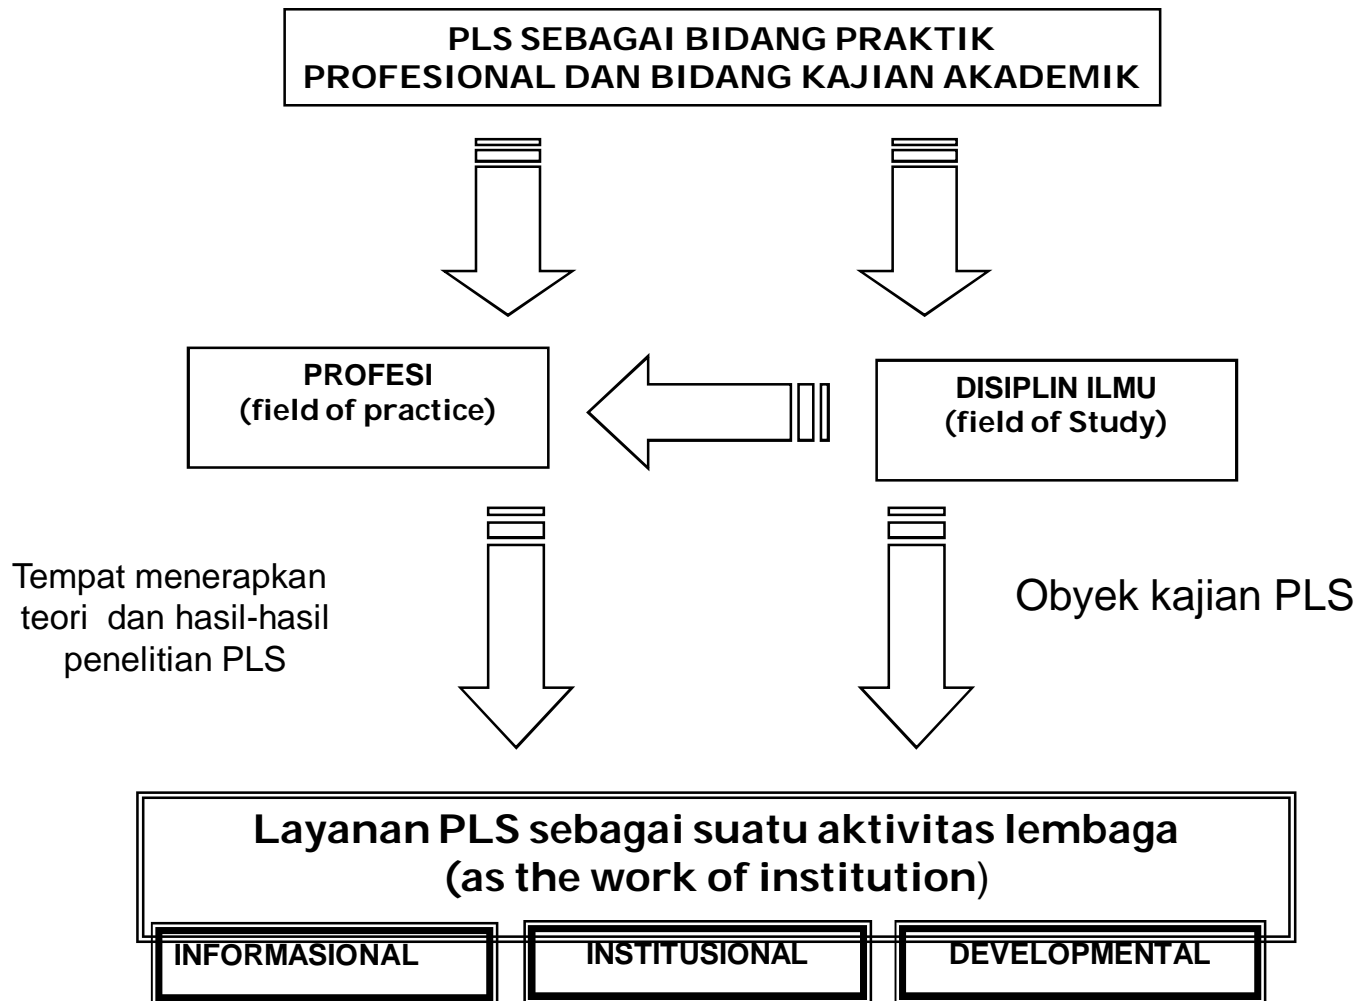 PLS SEBAGAI BIDANG PRAKTIK
PROFESIONAL DAN BIDANG KAJIAN AKADEMIK
PROFESI
(field of practice)
DISIPLIN ILMU
(field of Study)
Tempat menerapkan
teori dan hasil-hasil
penelitian PLS
Obyek kajian PLS
Layanan PLS sebagai suatu aktivitas lembaga
(as the work of institution)
INFORMASIONAL
INSTITUSIONAL
DEVELOPMENTAL